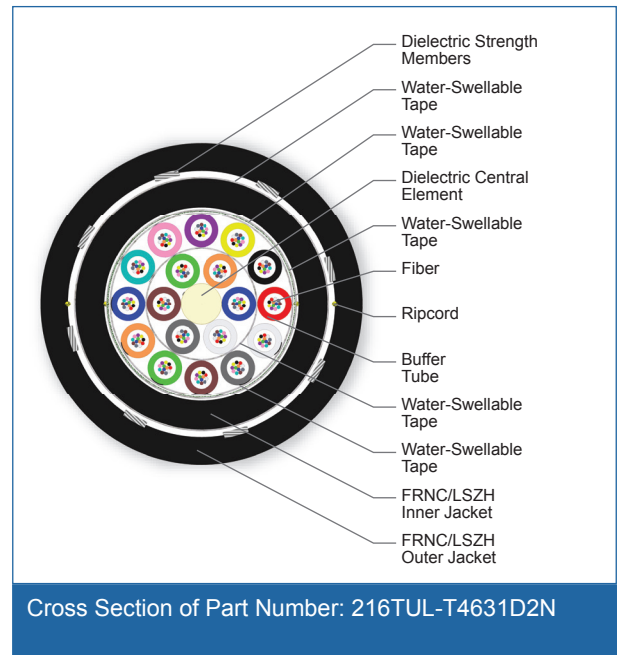 Dielectric Strength
Members
Water-Swellable
Tape
Water-Swellable
Tape
Dielectric Central
Element
Water-Swellable
Tape
Fiber
Ripcord
Buffer
Tube
Water-Swellable
Tape
Water-Swellable
Tape
FRNC/LSZH
Inner Jacket
FRNC/LSZH
Outer Jacket
Cross Section of Part Number: 216TUL-T4631D2N